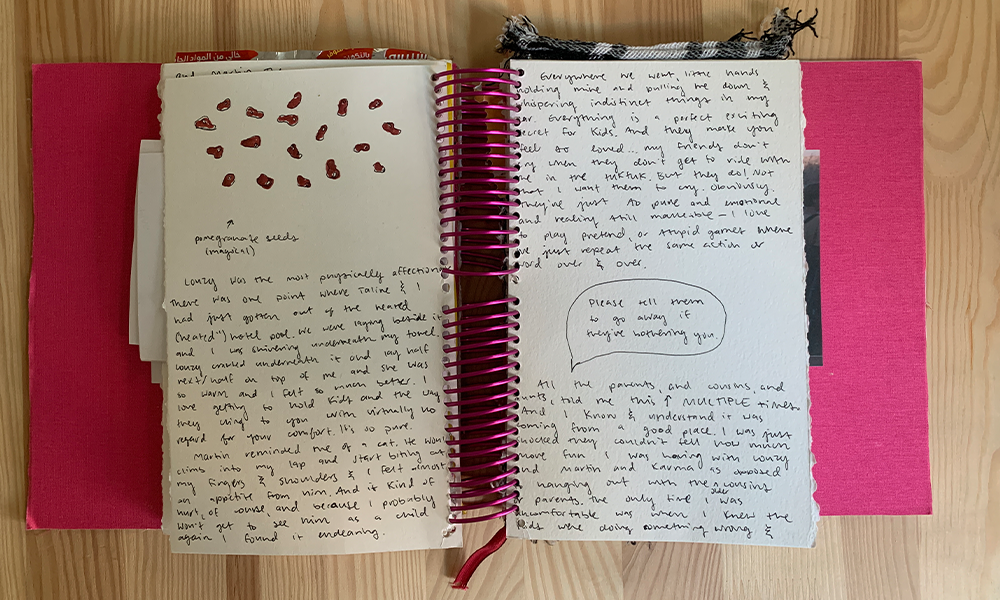 خالي من المواد الحا
بالنكهة
and Martin The
↗
pomegranate seeds
(magical)
Louzy was the most physically affectionate
There was one point where Taline & I
had just gotten out of the heated
("heated") hotel pool. We were laying beside it
and I was shivering underneath my towel.
Louzy crawled underneath it and lay half
next/half on top of me and she was
so warm and I felt so much better. I
love getting to hold kids and the way
they cling to you with virtually no
regard for your comfort. It's so pure.
Martin reminded me of a cat. He would
climb into my lap and start biting at
my fingers & shoulders & I felt almost
an appetite from him. And it kind of
hurt, of course, and because I probably
won't get to see him as a child
again I found it endearing.
Everywhere we went, little hands
holding mine and pulling me down &
whispering indistinct things in my
ear. Everything is a perfect exciting
secret for kids. And they make you
feel so loved... my friends don't
cry when they don't get to ride with
me in the tuktuk. But they do! Not
that I want them to cry. Obviously.
They're just so pure and emotional
and reality still malleable — I love
to play pretend, or stupid games where
we just repeat the same action or
word over & over.
Please tell them
to go away if
they're bothering you.
All the parents, and cousins, and
aunts, told me this ↑ MULTIPLE times.
And I know & understand it was
coming from a good place. I was just
shocked they couldn't tell how much
more fun I was having with Louzy
and Martin and Karma as opposed
to hanging out with the older cousins
or parents. The only time I was
uncomfortable was when I knew the
kids were doing something wrong &